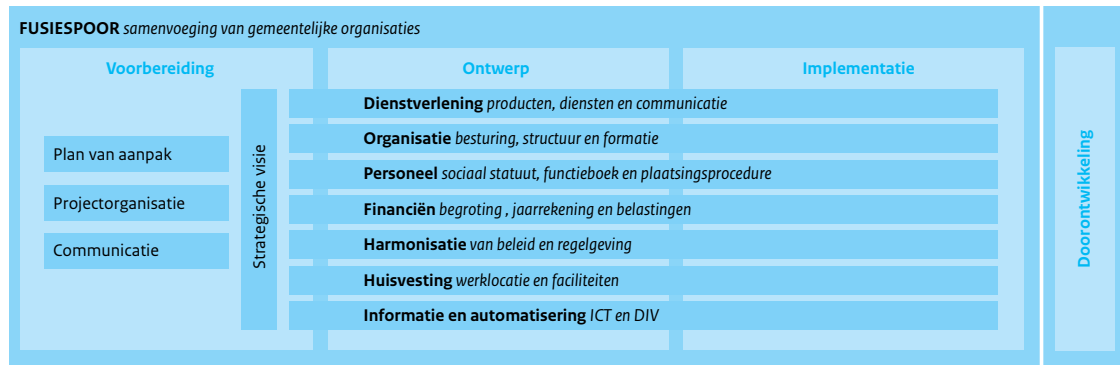 FUSIESPOOR samenvoeging van gemeentelijke organisaties
Voorbereiding
Ontwerp
Implementatie
Plan van aanpak
Projectorganisatie
Communicatie
Strategische visie
Dienstverlening producten, diensten en communicatie
Organisatie besturing, structuur en formatie
Personeel sociaal statuut, functieboek en plaatsingsprocedure
Financiën begroting , jaarrekening en belastingen
Harmonisatie van beleid en regelgeving
Huisvesting werklocatie en faciliteiten
Informatie en automatisering ICT en DIV
Doorontwikkeling